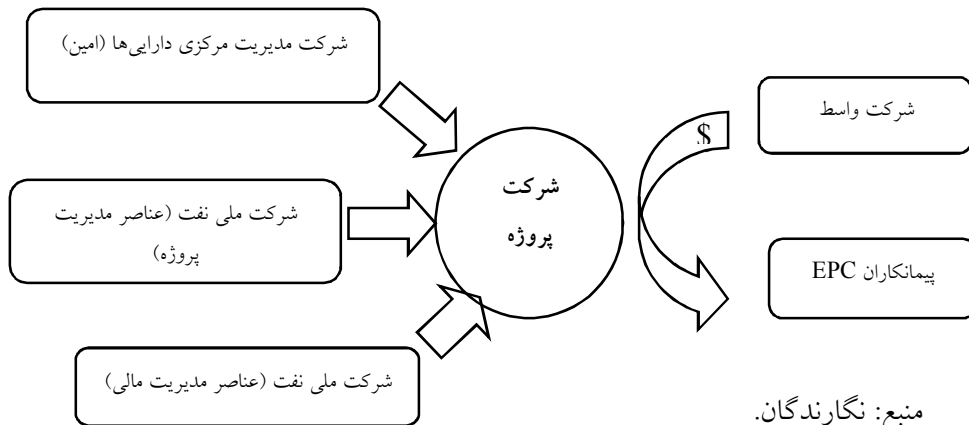 شرکت مدیریت مرکزی دارایی‌ها (امین)
شرکت واسط
$
شرکت
پروژه
شرکت ملی نفت (عناصر مدیریت
پروژه)
پیمانکاران EPC
شرکت ملی نفت (عناصر مدیریت مالی)
منبع: نگارندگان.